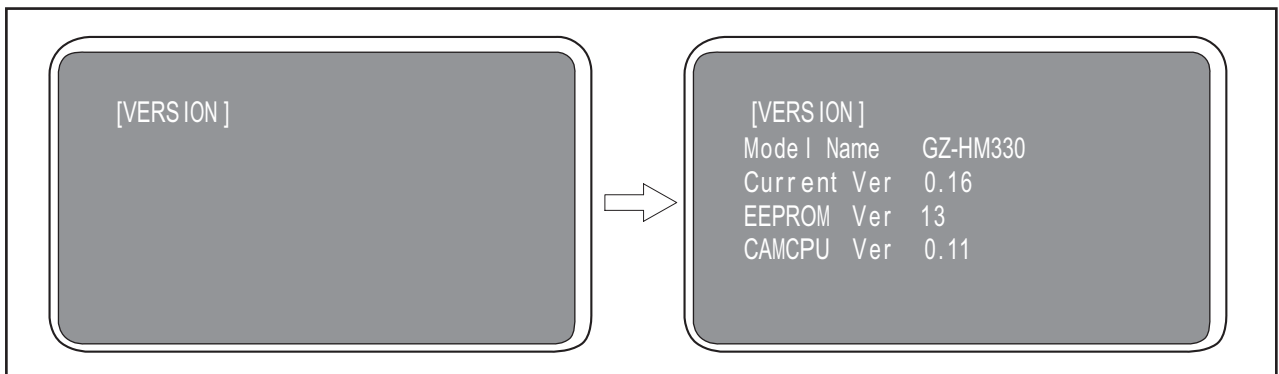 [VERSION]
[VERSION]
Model Name GZ-HM330
Current Ver 0.16
EEPROM Ver 13
CAMCPU Ver 0.11